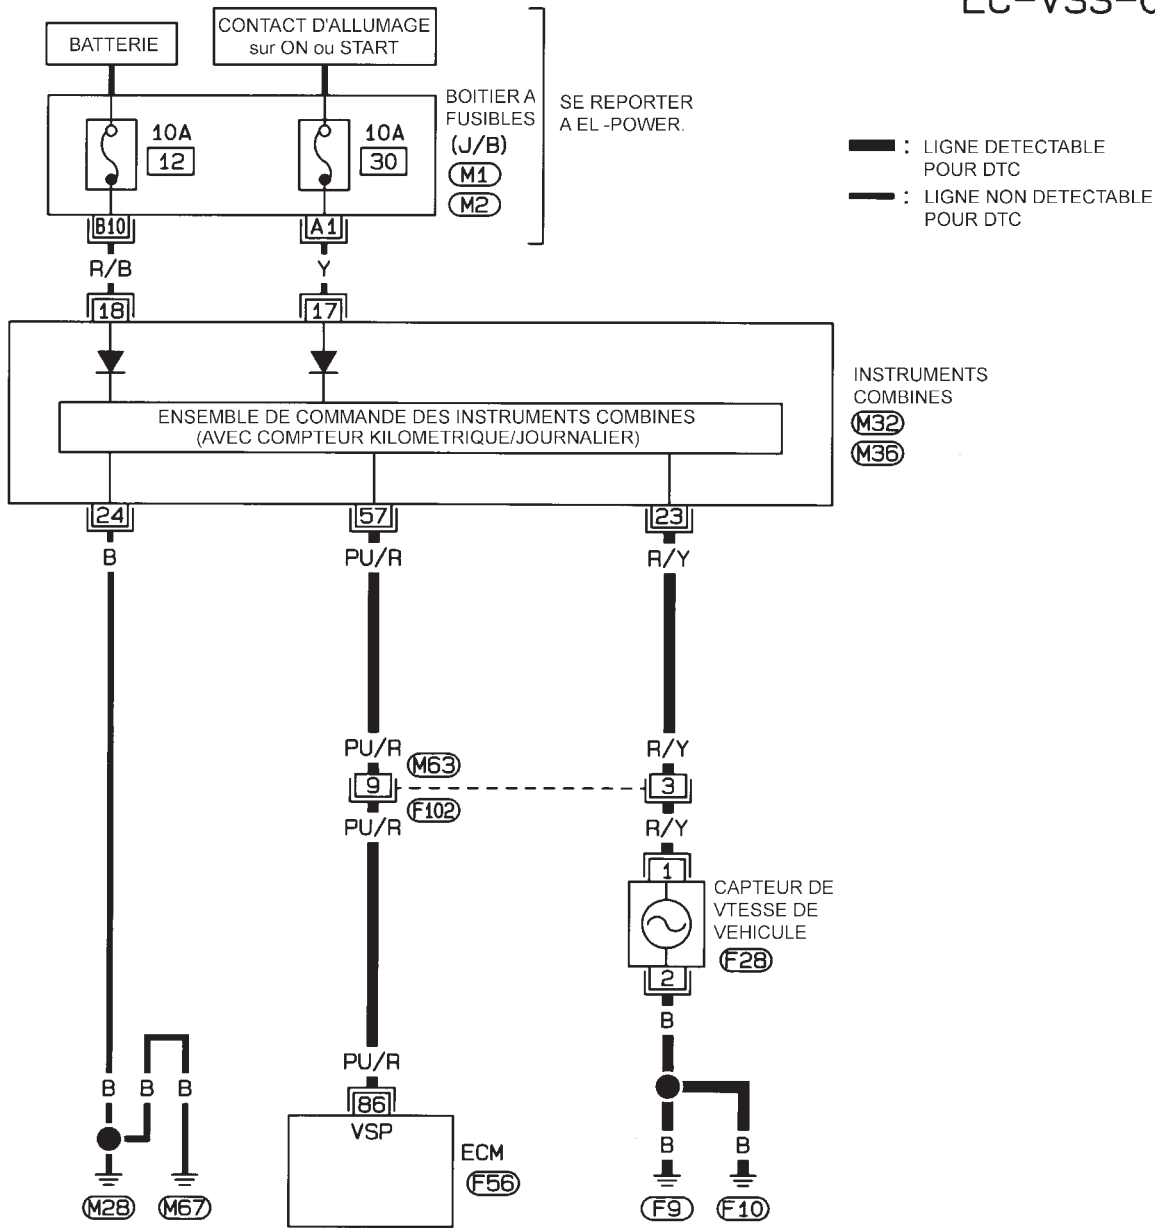 EC-VSS-0
BATTERIE
CONTACT D'ALLUMAGE
sur ON ou START
BOITIER A
FUSIBLES
(J/B)
M1
M2
SE REPORTER
A EL -POWER.
10A
12
10A
30
: LIGNE DETECTABLE
POUR DTC
: LIGNE NON DETECTABLE
POUR DTC
B10
A1
R/B
Y
18
17
ENSEMBLE DE COMMANDE DES INSTRUMENTS COMBINES
(AVEC COMPTEUR KILOMETRIQUE/JOURNALIER)
INSTRUMENTS
COMBINES
M32
M36
24
57
23
B
PU/R
R/Y
PU/R
M63
R/Y
9
3
F102
PU/R
R/Y
1
CAPTEUR DE
VTESSE DE
VEHICULE
F28
2
B
PU/R
B
B
B
86
VSP
ECM
F56
B
B
M28
M67
F9
F10